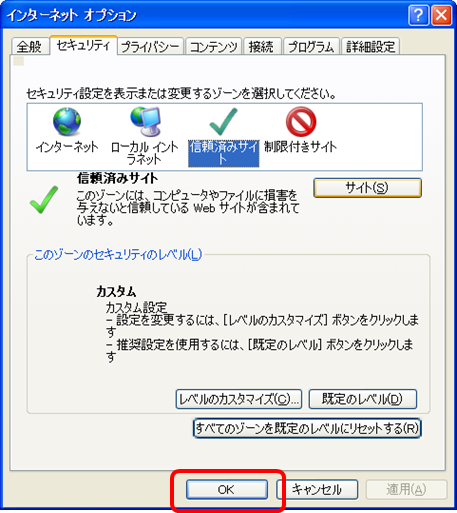 インターネット オプション
全般 セキュリティ プライバシー コンテンツ 接続 プログラム 詳細設定
セキュリティ設定を表示または変更するゾーンを選択してください。
インターネット ローカル イント 信頼済みサイ 制限付きサイト
ラネット ト
信頼済みサイト
サイト(S)
このゾーンには、コンピュータやファイルに損害を
与えないと信頼している Web サイトが含まれて
います。
このゾーンのセキュリティのレベル(L)
カスタム
カスタム設定
- 設定を変更するには、[レベルのカスタマイズ] ボタンをクリックしま
す
- 推奨設定を使用するには、[既定のレベル] ボタンをクリックしま
す
レベルのカスタマイズ(C)... 既定のレベル(D)
すべてのゾーンを既定のレベルにリセットする(R)
OK キャンセル 適用(A)